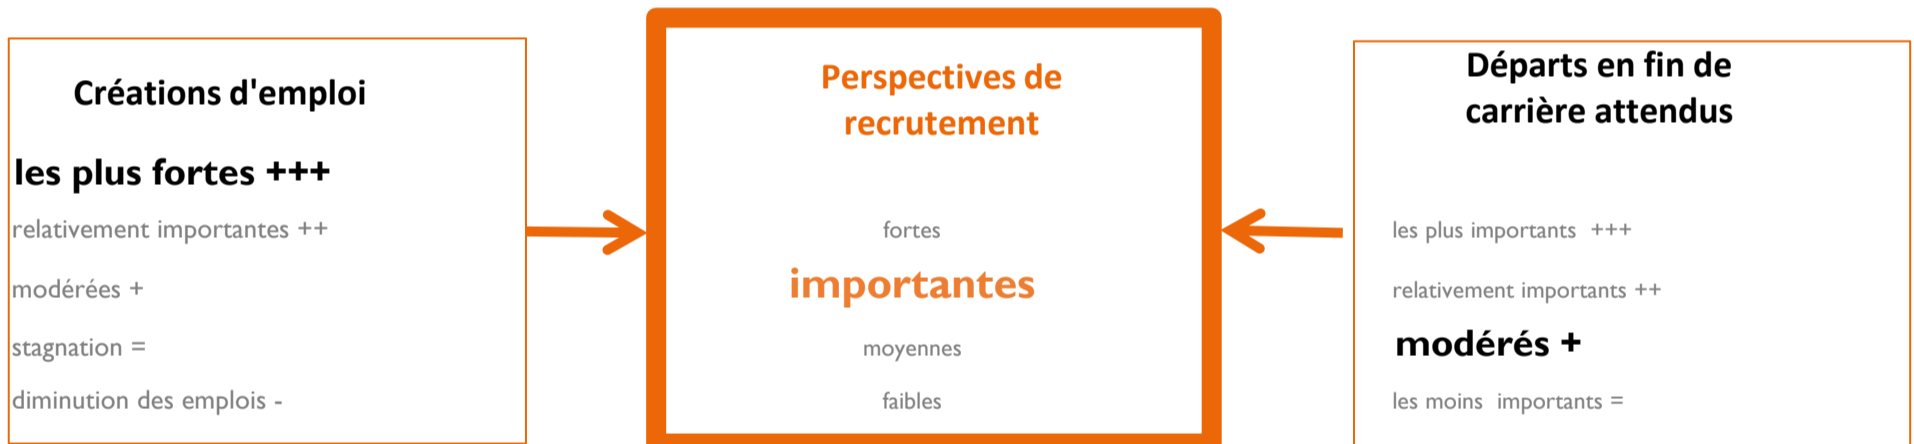 Créations d'emploi
les plus fortes +++
relativement importantes ++
modérées +
stagnation =
diminution des emplois -
Perspectives de
recrutement
fortes
importantes
moyennes
faibles
Départs en fin de
carrière attendus
les plus importants +++
relativement importants ++
modérés +
les moins importants =